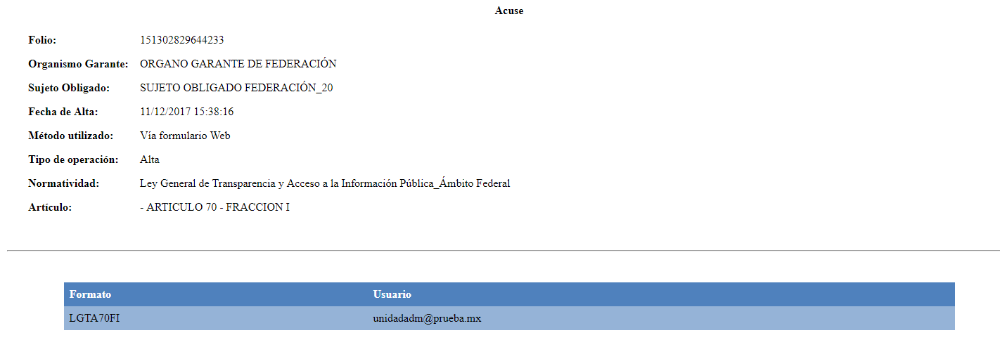 Acuse
Folio: 151302829644233
Organismo Garante: ORGANO GARANTE DE FEDERACIÓN
Sujeto Obligado: SUJETO OBLIGADO FEDERACIÓN_20
Fecha de Alta: 11/12/2017 15:38:16
Método utilizado: Vía formulario Web
Tipo de operación: Alta
Normatividad: Ley General de Transparencia y Acceso a la Información Pública_Ámbito Federal
Artículo: - ARTICULO 70 - FRACCION I
Formato Usuario
LGTA70FI unidadadm@prueba.mx